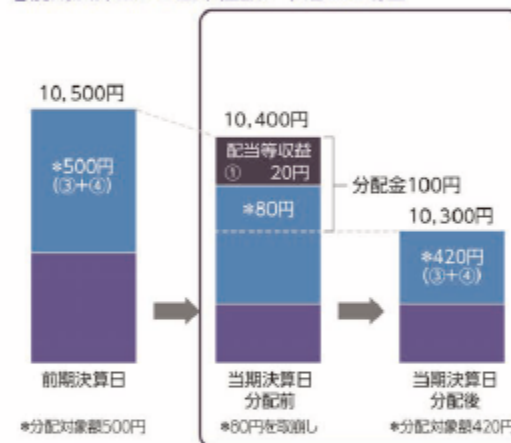 10,500円
*500円
(③+④)
前期決算日
*分配対象額500円
10,400円
配当等収益
① 20円
*80円
分配金100円
当期決算日
分配前
*80円を取崩し
10,300円
*420円
(③+④)
当期決算日
分配後
*分配対象額420円